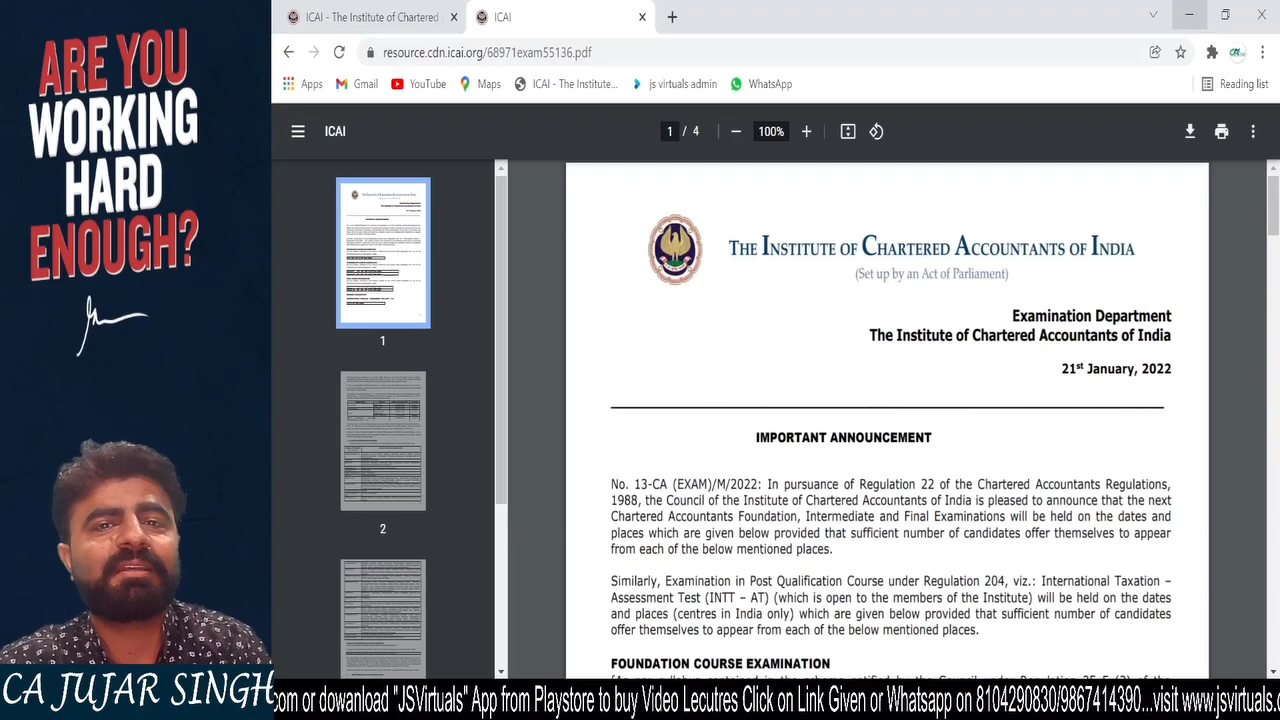 ARE YOU
WORKING
HARD
ENOUGH?
CA JUJAR SINGH
ICAI - The Institute of Chartered
ICAI
resource.cdn.icai.org/68971exam55136.pdf
Apps
Gmail
YouTube
Maps
ICAI - The Institute...
js virtuals admin
WhatsApp
Reading list
ICAI
1 / 4
100%
1
2
THE INSTITUTE OF CHARTERED ACCOUNTANTS OF INDIA
(Set up by an Act of Parliament)
Examination Department
The Institute of Chartered Accountants of India
21st January, 2022
IMPORTANT ANNOUNCEMENT
No. 13-CA (EXAM)/M/2022: In pursuance of Regulation 22 of the Chartered Accountants Regulations,
1988, the Council of the Institute of Chartered Accountants of India is pleased to announce that the next
Chartered Accountants Foundation, Intermediate and Final Examinations will be held on the dates and
places which are given below provided that sufficient number of candidates offer themselves to appear
from each of the below mentioned places.
Similarly, Examination in Post Qualification Course under Regulation 204, viz.: International Taxation –
Assessment Test (INTT – AT) (which is open to the members of the Institute) will be held on the dates
and places (centres in India only) which are given below provided that sufficient number of candidates
offer themselves to appear from each of the below mentioned places.
FOUNDATION COURSE EXAMINATION
com or download "JSVirtuals" App from Playstore to buy Video Lecutres Click on Link Given or Whatsapp on 8104290830/9867414390...visit www.jsvirtuals.